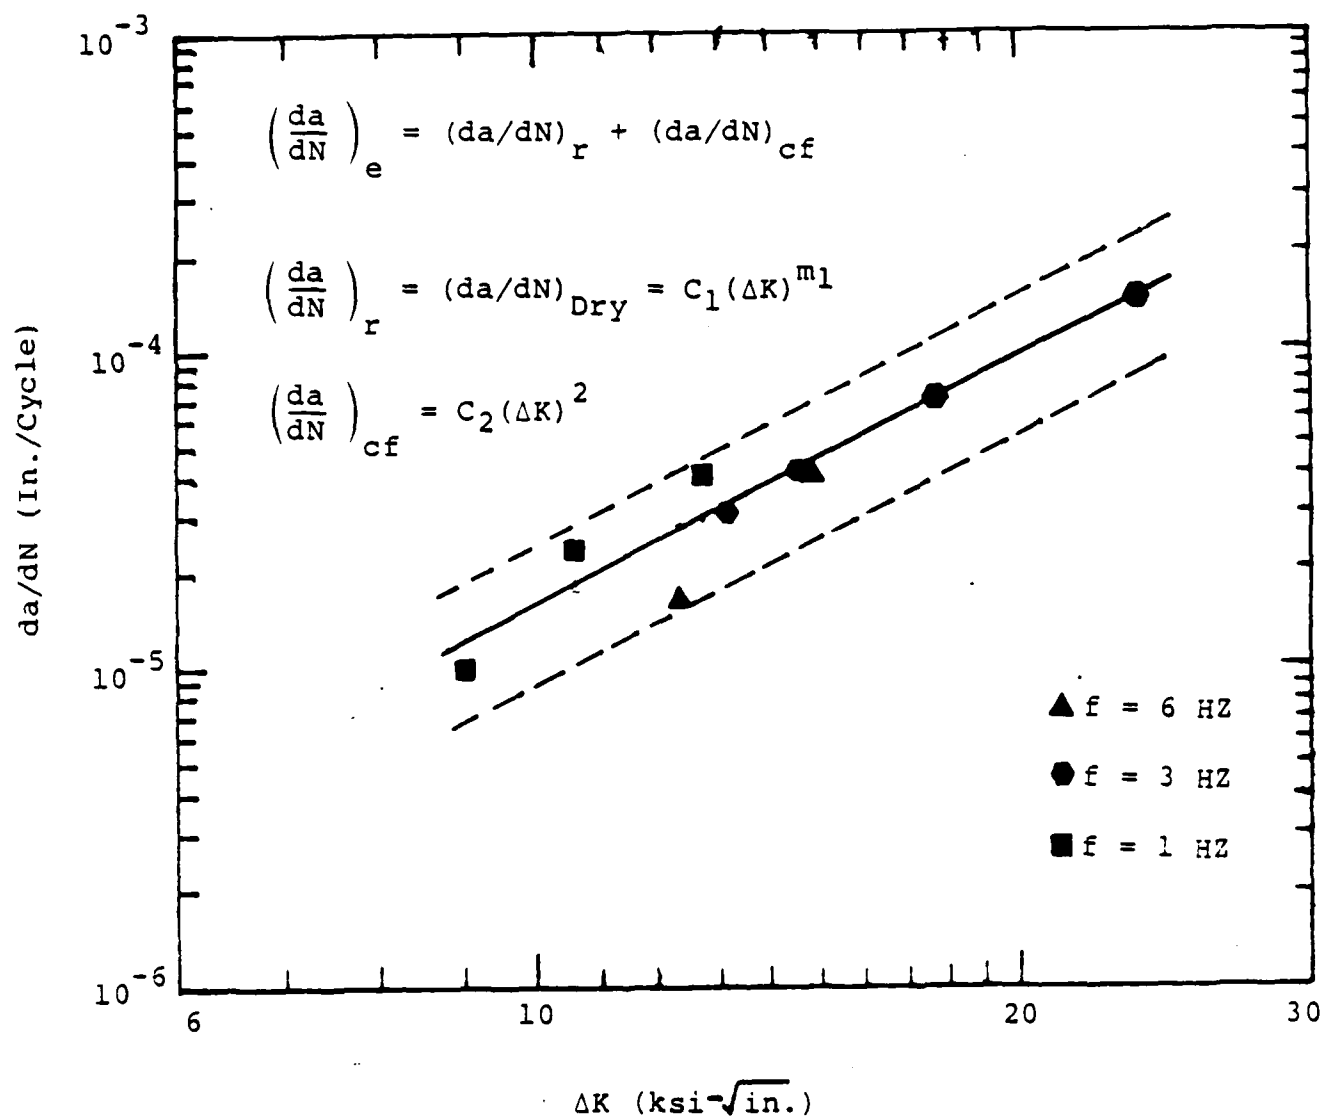 10^-3
(da/dN)_e = (da/dN)_r + (da/dN)_cf
(da/dN)_r = (da/dN)_Dry = C_1(ΔK)^m1
10^-4
(da/dN)_cf = C_2(ΔK)^2
da/dN (In./Cycle)
10^-5
▲ f = 6 HZ
● f = 3 HZ
■ f = 1 HZ
10^-6
6 10 20 30
ΔK (ksi-√in.)